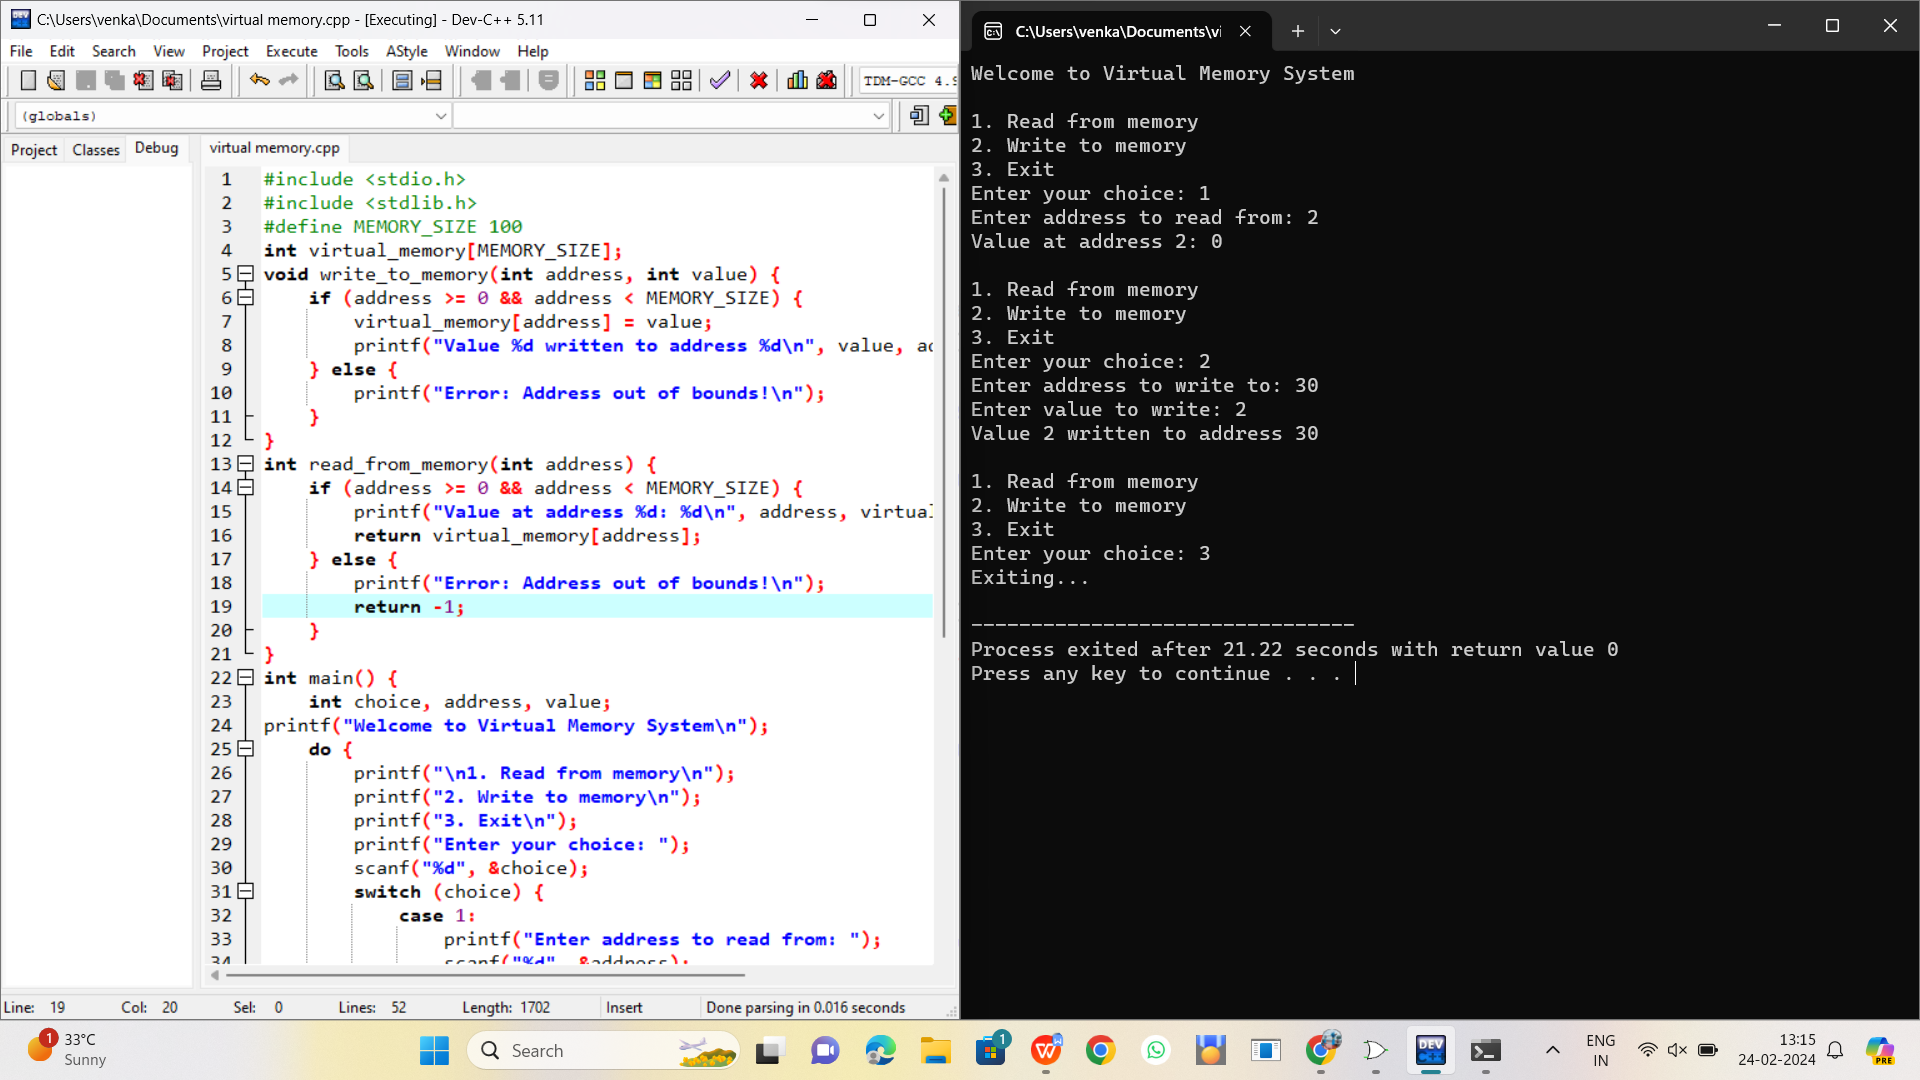 C:\Users\venka\Documents\virtual memory.cpp - [Executing] - Dev-C++ 5.11
File Edit Search View Project Execute Tools AStyle Window Help
TDM-GCC 4.9
(globals)
Project Classes Debug
virtual memory.cpp
1 #include <stdio.h>
2 #include <stdlib.h>
3 #define MEMORY_SIZE 100
4 int virtual_memory[MEMORY_SIZE];
5 void write_to_memory(int address, int value) {
6 if (address >= 0 && address < MEMORY_SIZE) {
7 virtual_memory[address] = value;
8 printf("Value %d written to address %d\n", value,
9 } else {
10 printf("Error: Address out of bounds!\n");
11 }
12 }
13 int read_from_memory(int address) {
14 if (address >= 0 && address < MEMORY_SIZE) {
15 printf("Value at address %d: %d\n", address, virtual
16 return virtual_memory[address];
17 } else {
18 printf("Error: Address out of bounds!\n");
19 return -1;
20 }
21 }
22 int main() {
23 int choice, address, value;
24 printf("Welcome to Virtual Memory System\n");
25 do {
26 printf("\n1. Read from memory\n");
27 printf("2. Write to memory\n");
28 printf("3. Exit\n");
29 printf("Enter your choice: ");
30 scanf("%d", &choice);
31 switch (choice) {
32 case 1:
33 printf("Enter address to read from: ");
34 scanf("%d", &address);
Line: 19 Col: 20 Sel: 0 Lines: 52 Length: 1702 Insert Done parsing in 0.016 seconds
C:\Users\venka\Documents\vi
Welcome to Virtual Memory System
1. Read from memory
2. Write to memory
3. Exit
Enter your choice: 1
Enter address to read from: 2
Value at address 2: 0
1. Read from memory
2. Write to memory
3. Exit
Enter your choice: 2
Enter address to write to: 30
Enter value to write: 2
Value 2 written to address 30
1. Read from memory
2. Write to memory
3. Exit
Enter your choice: 3
Exiting...
--------------------------------
Process exited after 21.22 seconds with return value 0
Press any key to continue . . .
1
33°C
Sunny
Search
1
DEV
C++
ENG
IN
13:15
24-02-2024
PRE